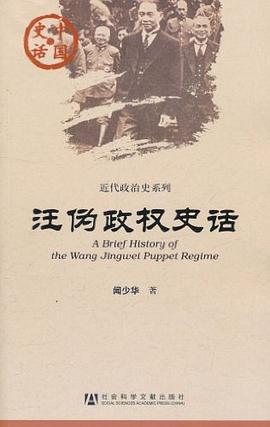 中国
史话
近代政治史系列
汪伪政权史话
A Brief History of
the Wang Jingwei Puppet Regime
闻少华 著
社会科学文献出版社
SOCIAL SCIENCES ACADEMIC PRESS (CHINA)